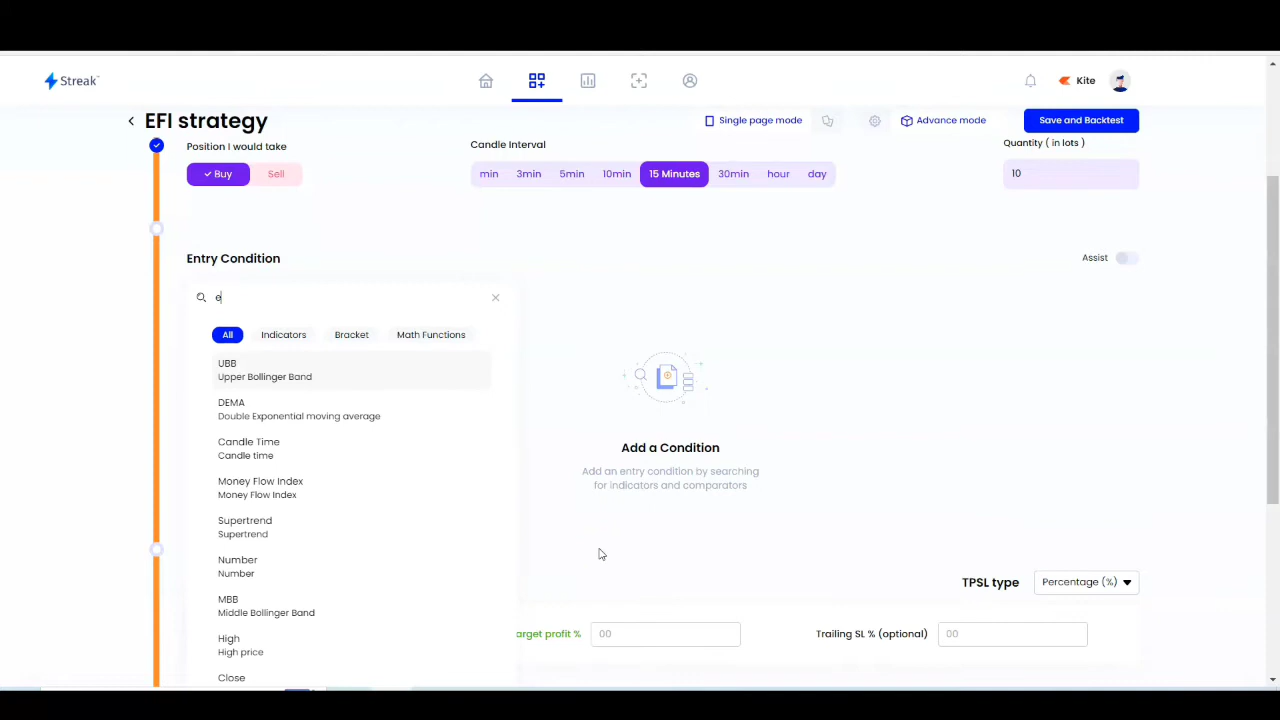 Streak™
Kite
EFI strategy
Single page mode
Advance mode
Save and Backtest
Position I would take
Candle Interval
Quantity ( in lots )
Buy
Sell
min
3min
5min
10min
15 Minutes
30min
hour
day
10
Entry Condition
Assist
e
All
Indicators
Bracket
Math Functions
UBB
Upper Bollinger Band
DEMA
Double Exponential moving average
Candle Time
Candle time
Money Flow Index
Money Flow Index
Supertrend
Supertrend
Number
Number
MBB
Middle Bollinger Band
High
High price
Close
Add a Condition
Add an entry condition by searching
for indicators and comparators
TPSL type
Percentage (%)
arget profit %
00
Trailing SL % (optional)
00